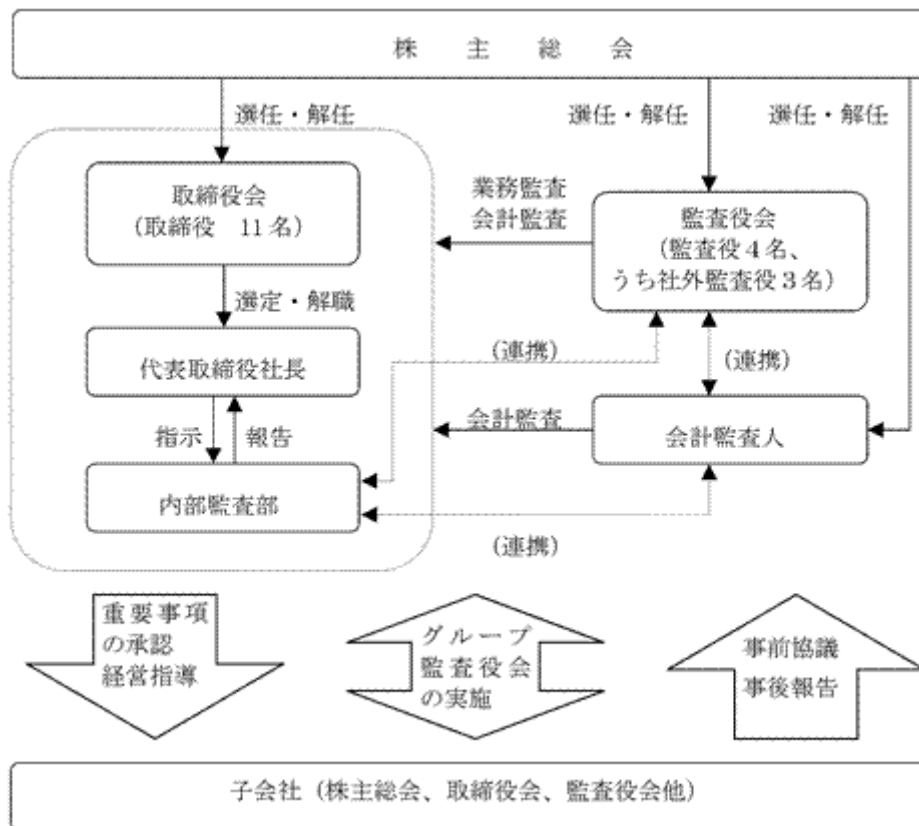 株 主 総 会
選任・解任
選任・解任
選任・解任
取締役会
(取締役 11名)
業務監査
会計監査
監査役会
(監査役4名、
うち社外監査役3名)
選定・解職
代表取締役社長
(連携)
(連携)
指示
報告
会計監査
会計監査人
内部監査部
(連携)
重要事項
の承認
経営指導
グループ
監査役会
の実施
事前協議
事後報告
子会社(株主総会、取締役会、監査役会他)